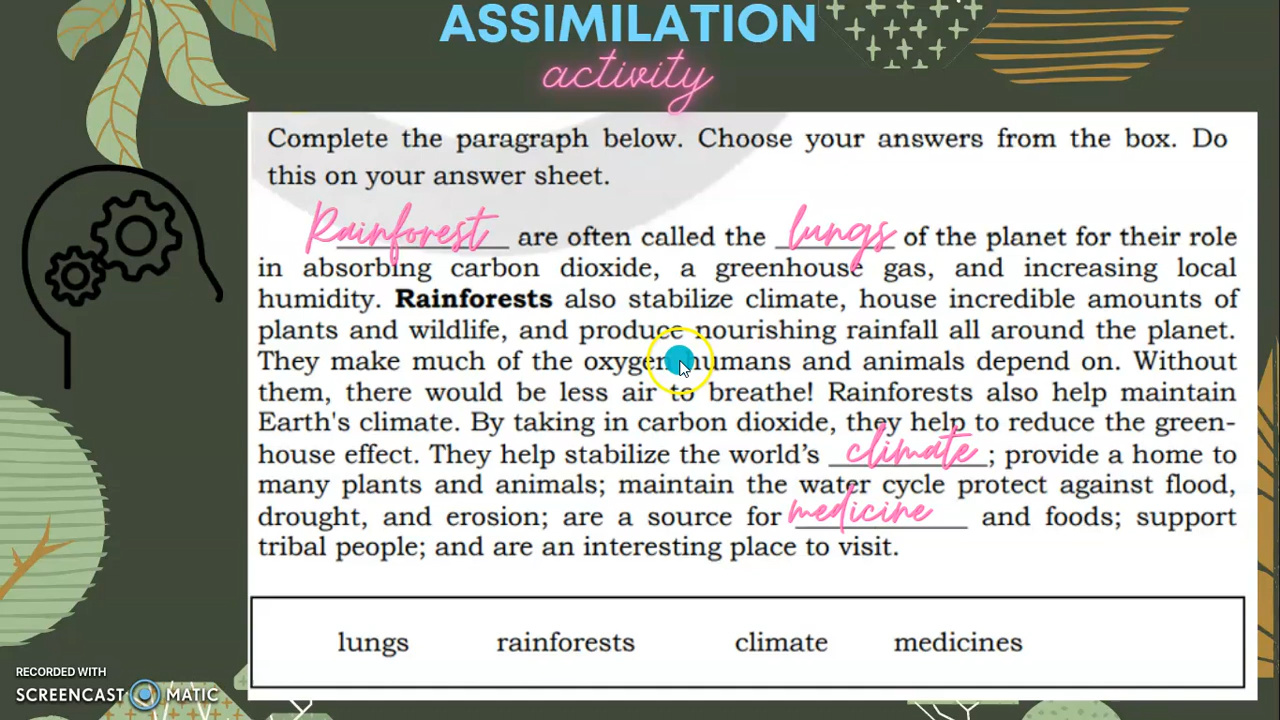 ASSIMILATION
activity
Complete the paragraph below. Choose your answers from the box. Do
this on your answer sheet.
Rainforest are often called the lungs of the planet for their role
in absorbing carbon dioxide, a greenhouse gas, and increasing local
humidity. Rainforests also stabilize climate, house incredible amounts of
plants and wildlife, and produce nourishing rainfall all around the planet.
They make much of the oxygen humans and animals depend on. Without
them, there would be less air to breathe! Rainforests also help maintain
Earth's climate. By taking in carbon dioxide, they help to reduce the green-
house effect. They help stabilize the world's climate ; provide a home to
many plants and animals; maintain the water cycle protect against flood,
drought, and erosion; are a source for medicine and foods; support
tribal people; and are an interesting place to visit.
lungs rainforests climate medicines
RECORDED WITH
SCREENCAST MATIC